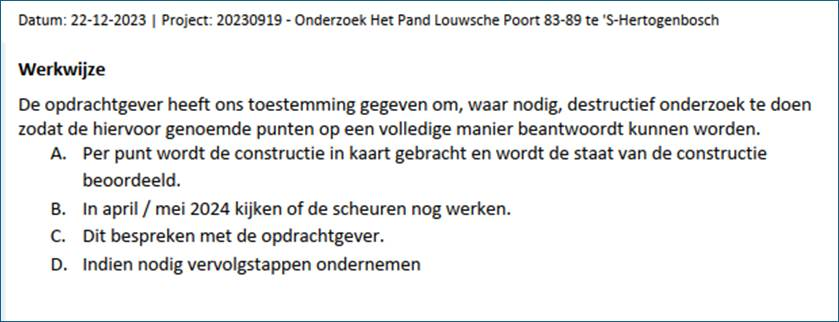 Datum: 22-12-2023 | Project: 20230919 - Onderzoek Het Pand Louwsche Poort 83-89 te 'S-Hertogenbosch
Werkwijze
De opdrachtgever heeft ons toestemming gegeven om, waar nodig, destructief onderzoek te doen
zodat de hiervoor genoemde punten op een volledige manier beantwoordt kunnen worden.
A. Per punt wordt de constructie in kaart gebracht en wordt de staat van de constructie
beoordeeld.
B. In april / mei 2024 kijken of de scheuren nog werken.
C. Dit bespreken met de opdrachtgever.
D. Indien nodig vervolgstappen ondernemen